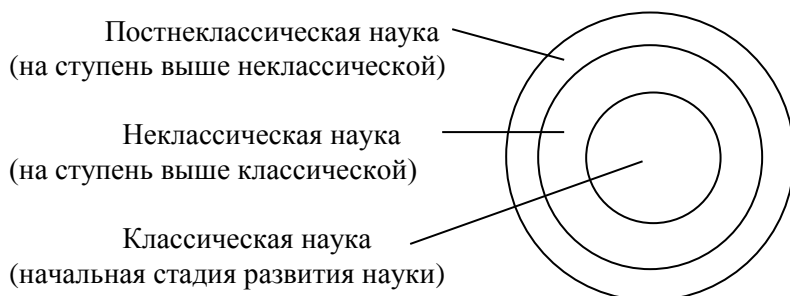 Постнеклассическая наука
(на ступень выше неклассической)
Неклассическая наука
(на ступень выше классической)
Классическая наука
(начальная стадия развития науки)